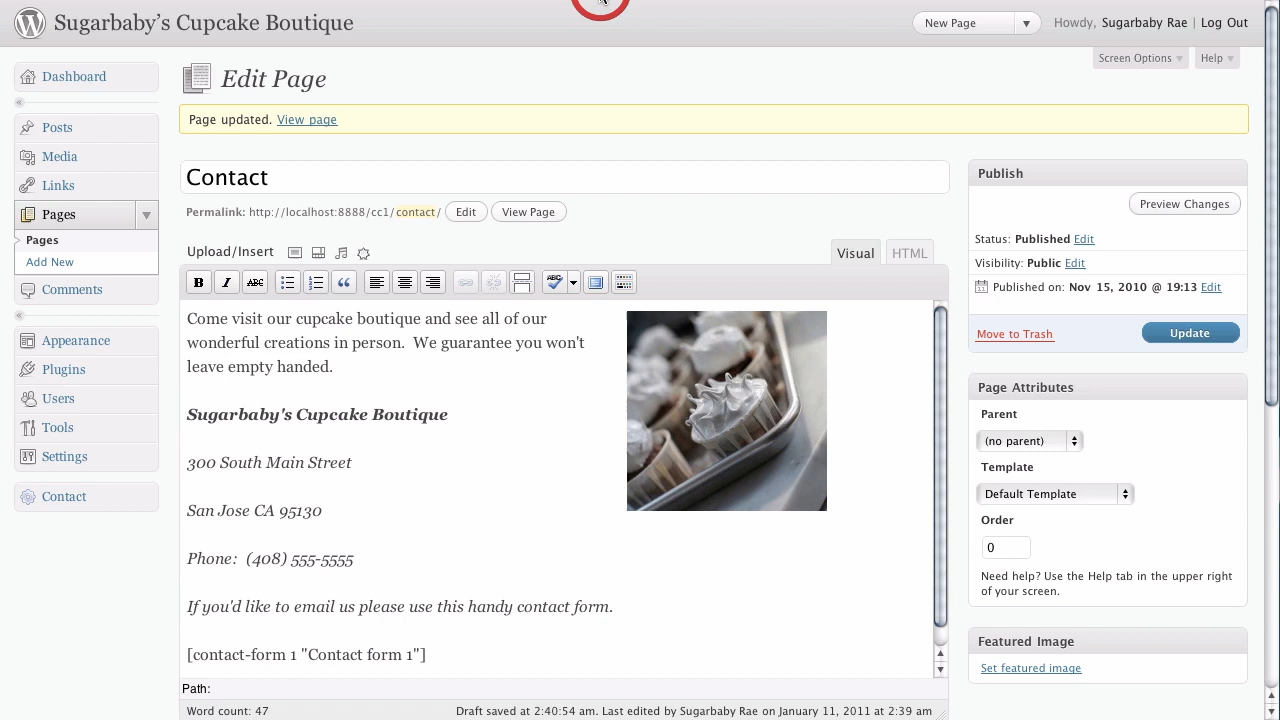 Sugarbaby's Cupcake Boutique
New Page
Howdy, Sugarbaby Rae | Log Out
Screen Options
Help
Dashboard
Posts
Media
Links
Pages
Pages
Add New
Comments
Appearance
Plugins
Users
Tools
Settings
Contact
Edit Page
Page updated. View page
Contact
Permalink: http://localhost:8888/cc1/contact/ Edit View Page
Upload/Insert
Visual
HTML
B I ABC
ABC
Come visit our cupcake boutique and see all of our
wonderful creations in person. We guarantee you won't
leave empty handed.
Sugarbaby's Cupcake Boutique
300 South Main Street
San Jose CA 95130
Phone: (408) 555-5555
If you'd like to email us please use this handy contact form.
[contact-form 1 "Contact form 1"]
Path:
Word count: 47
Draft saved at 2:40:54 am. Last edited by Sugarbaby Rae on January 11, 2011 at 2:39 am
Publish
Preview Changes
Status: Published Edit
Visibility: Public Edit
Published on: Nov 15, 2010 @ 19:13 Edit
Move to Trash
Update
Page Attributes
Parent
(no parent)
Template
Default Template
Order
0
Need help? Use the Help tab in the upper right
of your screen.
Featured Image
Set featured image